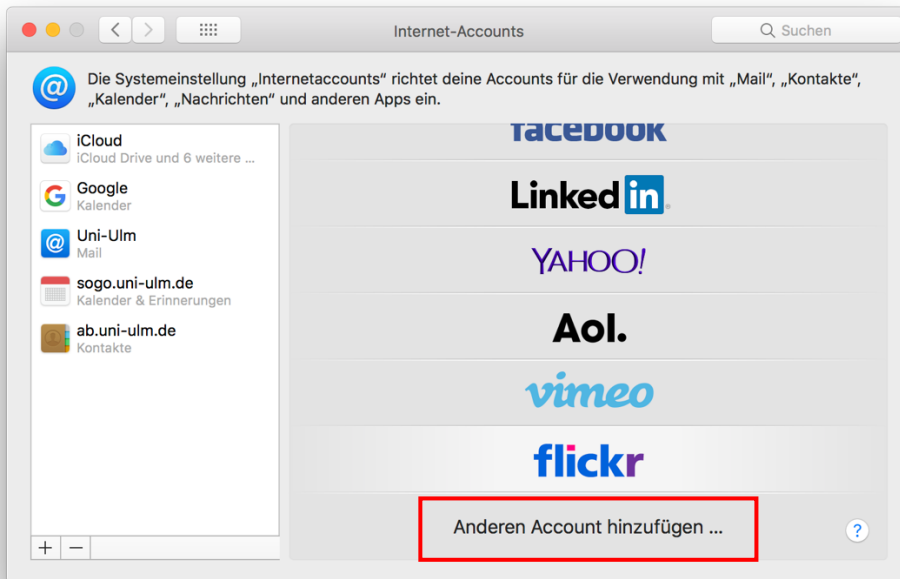 Internet-Accounts
Suchen
Die Systemeinstellung „Internetaccounts“ richtet deine Accounts für die Verwendung mit „Mail“, „Kontakte“,
„Kalender“, „Nachrichten“ und anderen Apps ein.
iCloud
iCloud Drive und 6 weitere ...
Google
Kalender
Uni-Ulm
Mail
sogo.uni-ulm.de
Kalender & Erinnerungen
ab.uni-ulm.de
Kontakte
facebook
Linked in
YAHOO!
Aol.
vimeo
flickr
Anderen Account hinzufügen ...
?